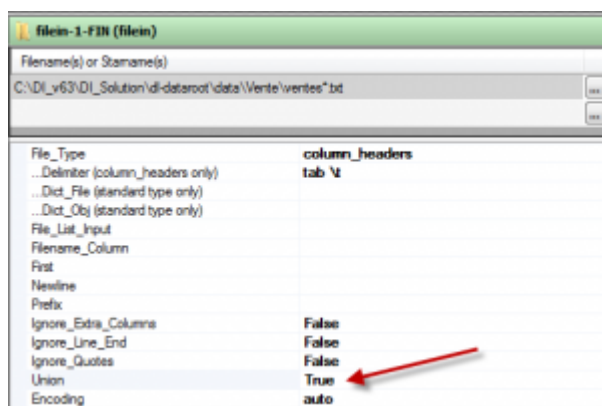 filein-1-FIN (filein)
Filename(s) or Starname(s)
C:\DI_v63\DI_Solution\dl-dataroot\data\Vente\ventes*.txt ...
...
File_Type column_headers
...Delimiter (column_headers only) tab \t
...Dict_File (standard type only)
...Dict_Obj (standard type only)
File_List_Input
Filename_Column
First
Newline
Prefix
Ignore_Extra_Columns False
Ignore_Line_End False
Ignore_Quotes False
Union True
Encoding auto